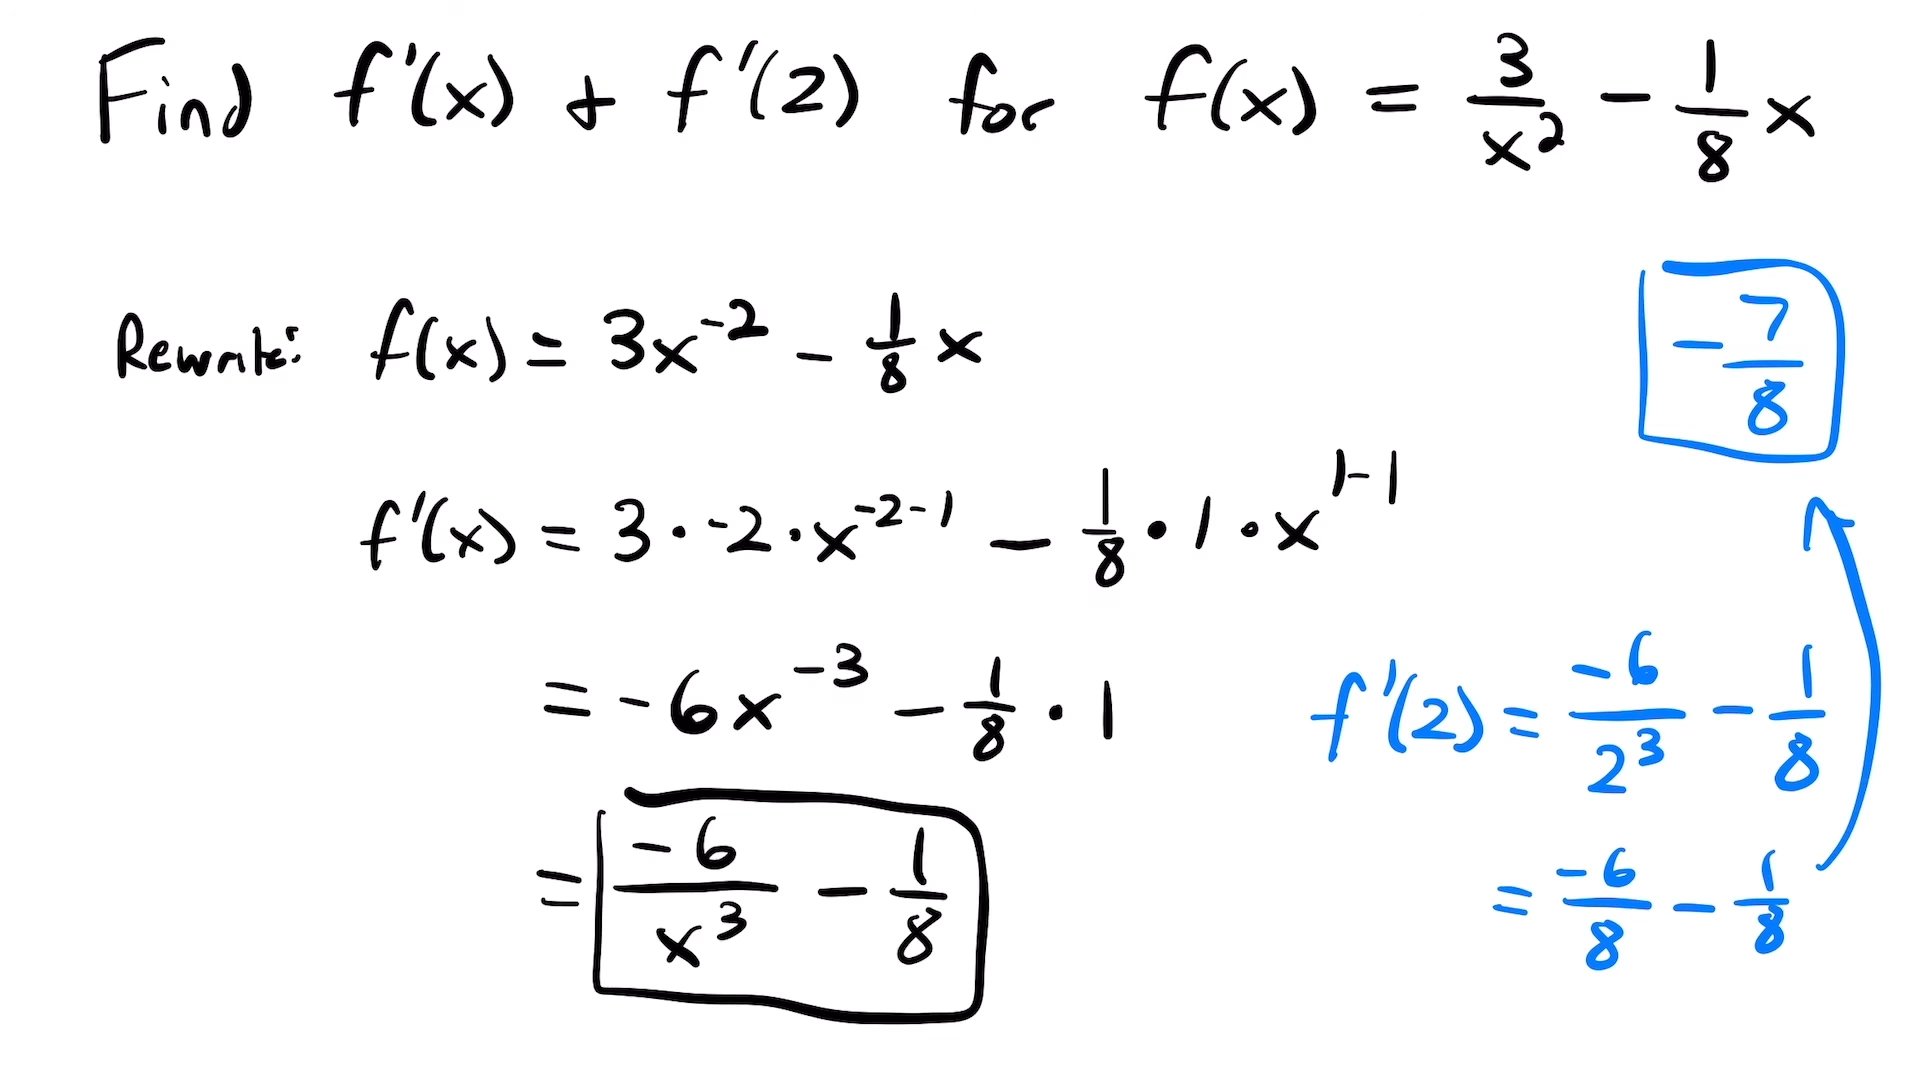 Find f'(x) + f'(2) for f(x) = 3/x² - 1/8 x
Rewrite: f(x) = 3x⁻² - 1/8 x
f'(x) = 3 · -2 · x⁻²⁻¹ - 1/8 · 1 · x¹⁻¹
= -6x⁻³ - 1/8 · 1
= -6/x³ - 1/8
f'(2) = -6/2³ - 1/8
= -6/8 - 1/8
-7/8